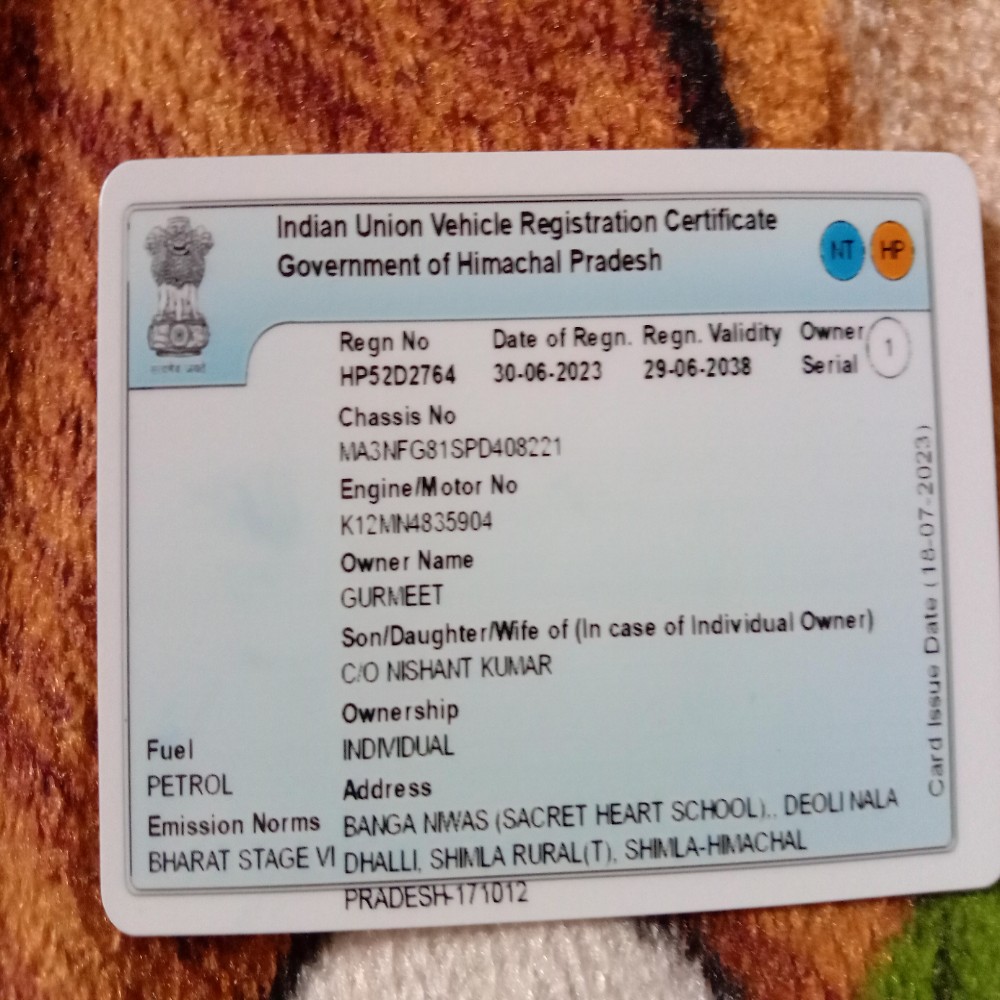 Indian Union Vehicle Registration Certificate
Government of Himachal Pradesh
NT HP
Regn No Date of Regn. Regn. Validity Owner Serial 1
HP52D2764 30-06-2023 29-06-2038
Chassis No
MA3NFG81SPD408221
Engine/Motor No
K12MN4835904
Owner Name
GURMEET
Son/Daughter/Wife of (In case of Individual Owner)
C/O NISHANT KUMAR
Ownership
INDIVIDUAL
Fuel
PETROL
Emission Norms
BHARAT STAGE VI
Address
BANGA NIWAS (SACRET HEART SCHOOL),. DEOLI NALA
DHALLI, SHIMLA RURAL(T), SHIMLA-HIMACHAL
PRADESH-171012
Card Issue Date (18-07-2023)